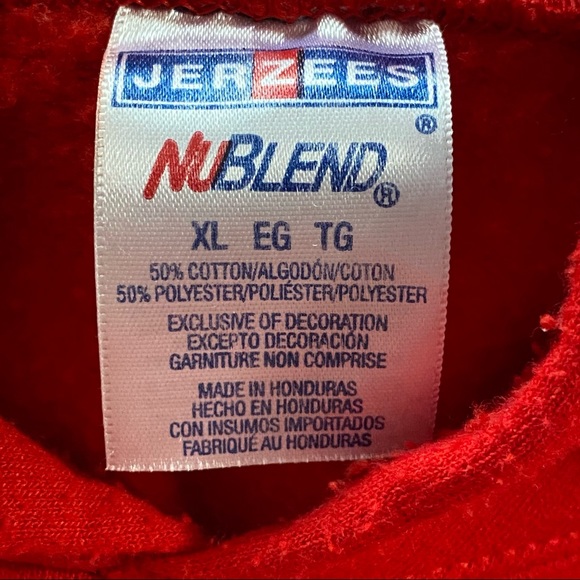 JERZEES
®
NUBLEND®
XL EG TG
50% COTTON/ALGODÓN/COTON
50% POLYESTER/POLIÉSTER/POLYESTER
EXCLUSIVE OF DECORATION
EXCEPTO DECORACIÓN
GARNITURE NON COMPRISE
MADE IN HONDURAS
HECHO EN HONDURAS
CON INSUMOS IMPORTADOS
FABRIQUÉ AU HONDURAS